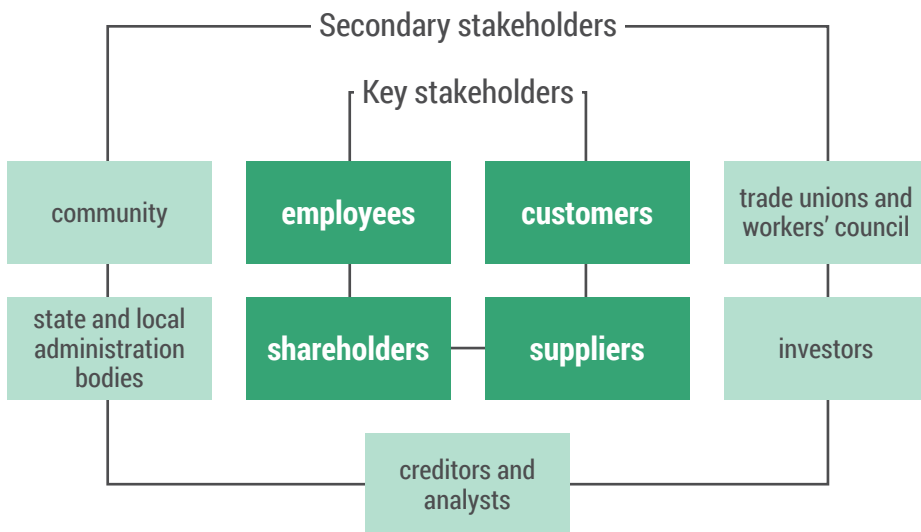 Secondary stakeholders
Key stakeholders
community
employees
customers
trade unions and
workers’ council
state and local
administration
bodies
shareholders
suppliers
investors
creditors and
analysts